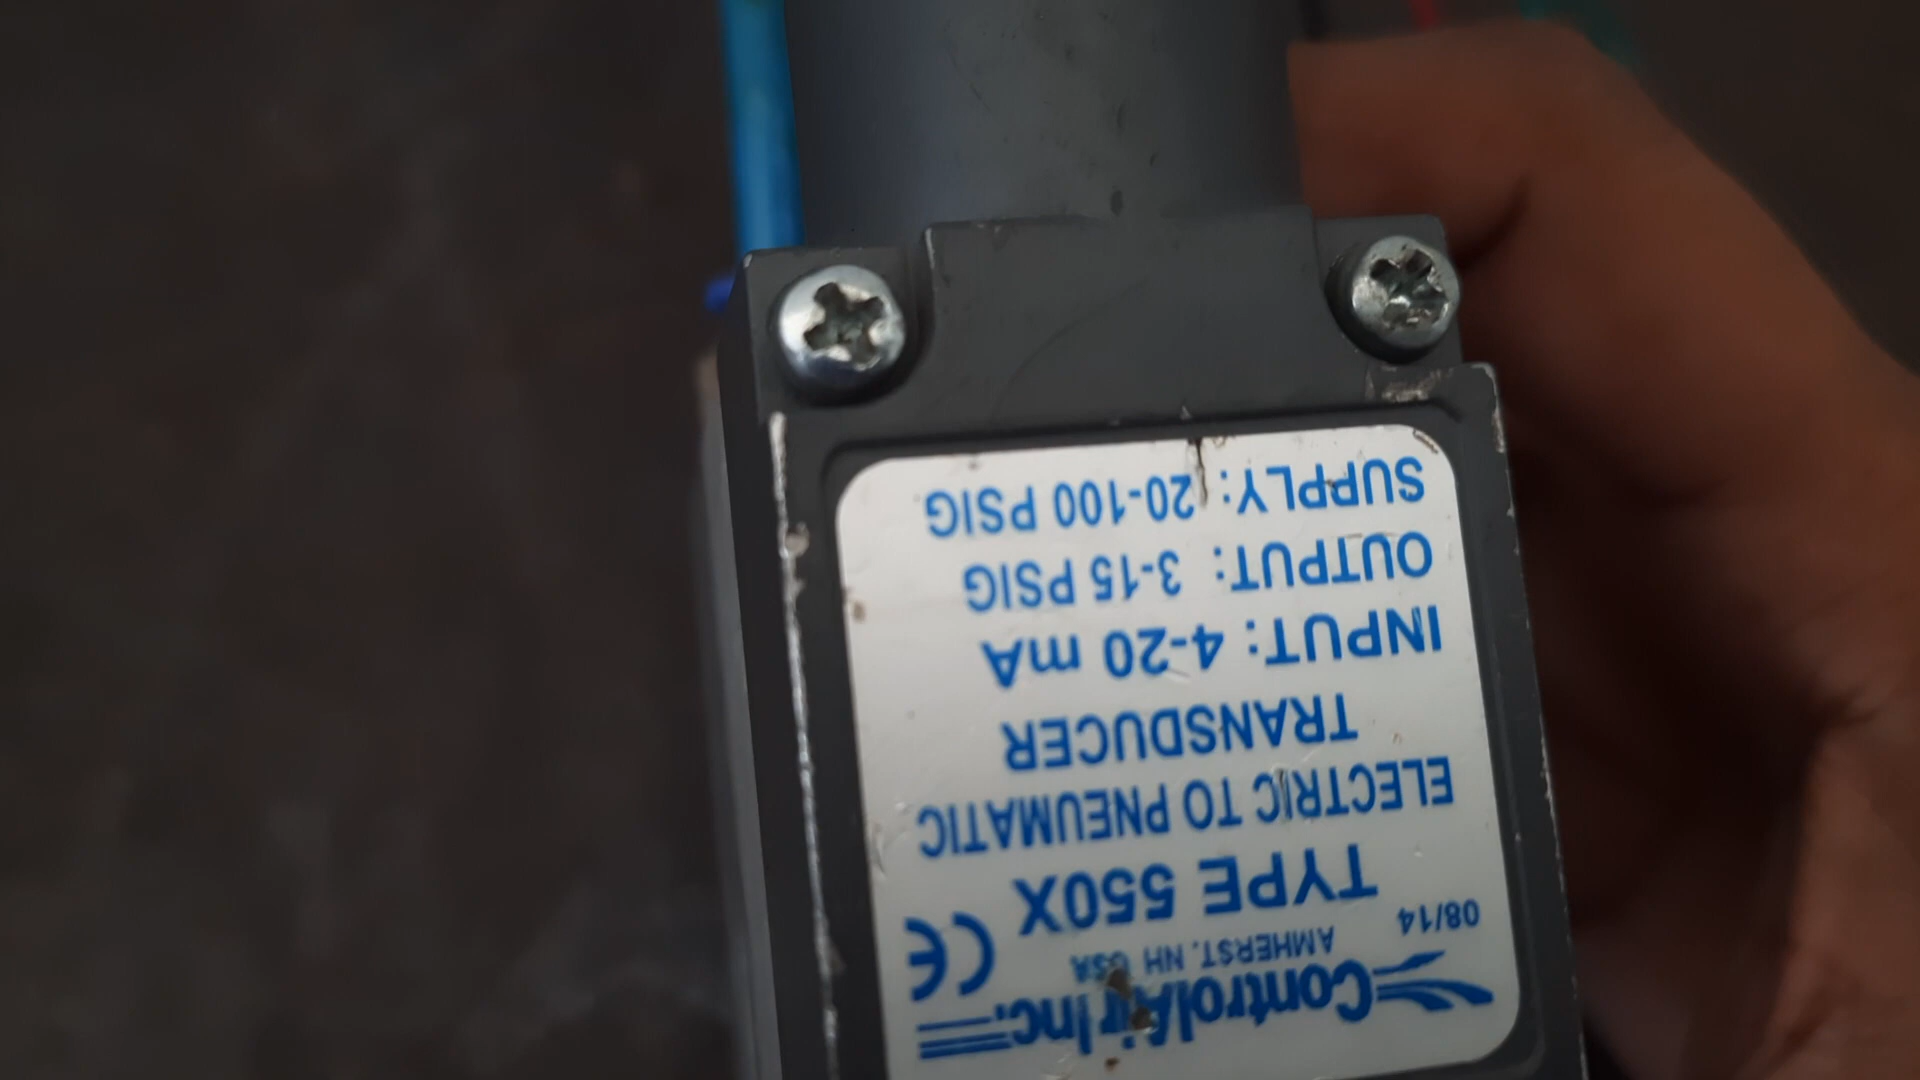 ControlAir Inc.
AMHERST. NH USA
08/14
TYPE 550X
CE
ELECTRIC TO PNEUMATIC
TRANSDUCER
INPUT: 4-20 mA
OUTPUT: 3-15 PSIG
SUPPLY: 20-100 PSIG